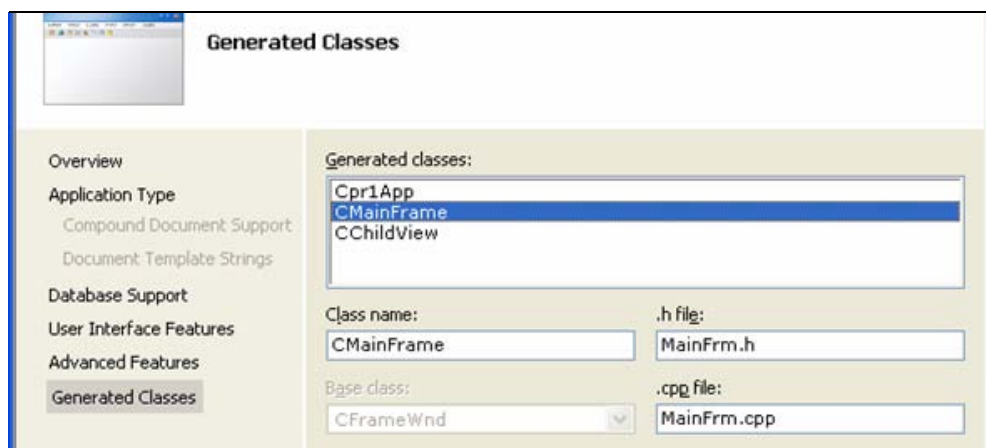 Generated Classes
Overview
Application Type
Compound Document Support
Document Template Strings
Database Support
User Interface Features
Advanced Features
Generated Classes
Generated classes:
Cpr1App
CMainFrame
CChildView
Class name:
.h file:
CMainFrame
MainFrm.h
Base class:
.cpp file:
CFrameWnd
MainFrm.cpp